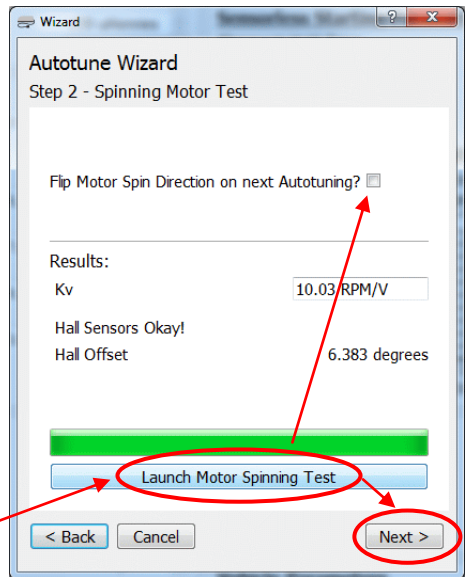 Wizard
Autotune Wizard
Step 2 - Spinning Motor Test
Flip Motor Spin Direction on next Autotuning?
Results:
Kv 10.03 RPM/V
Hall Sensors Okay!
Hall Offset 6.383 degrees
Launch Motor Spinning Test
< Back Cancel Next >